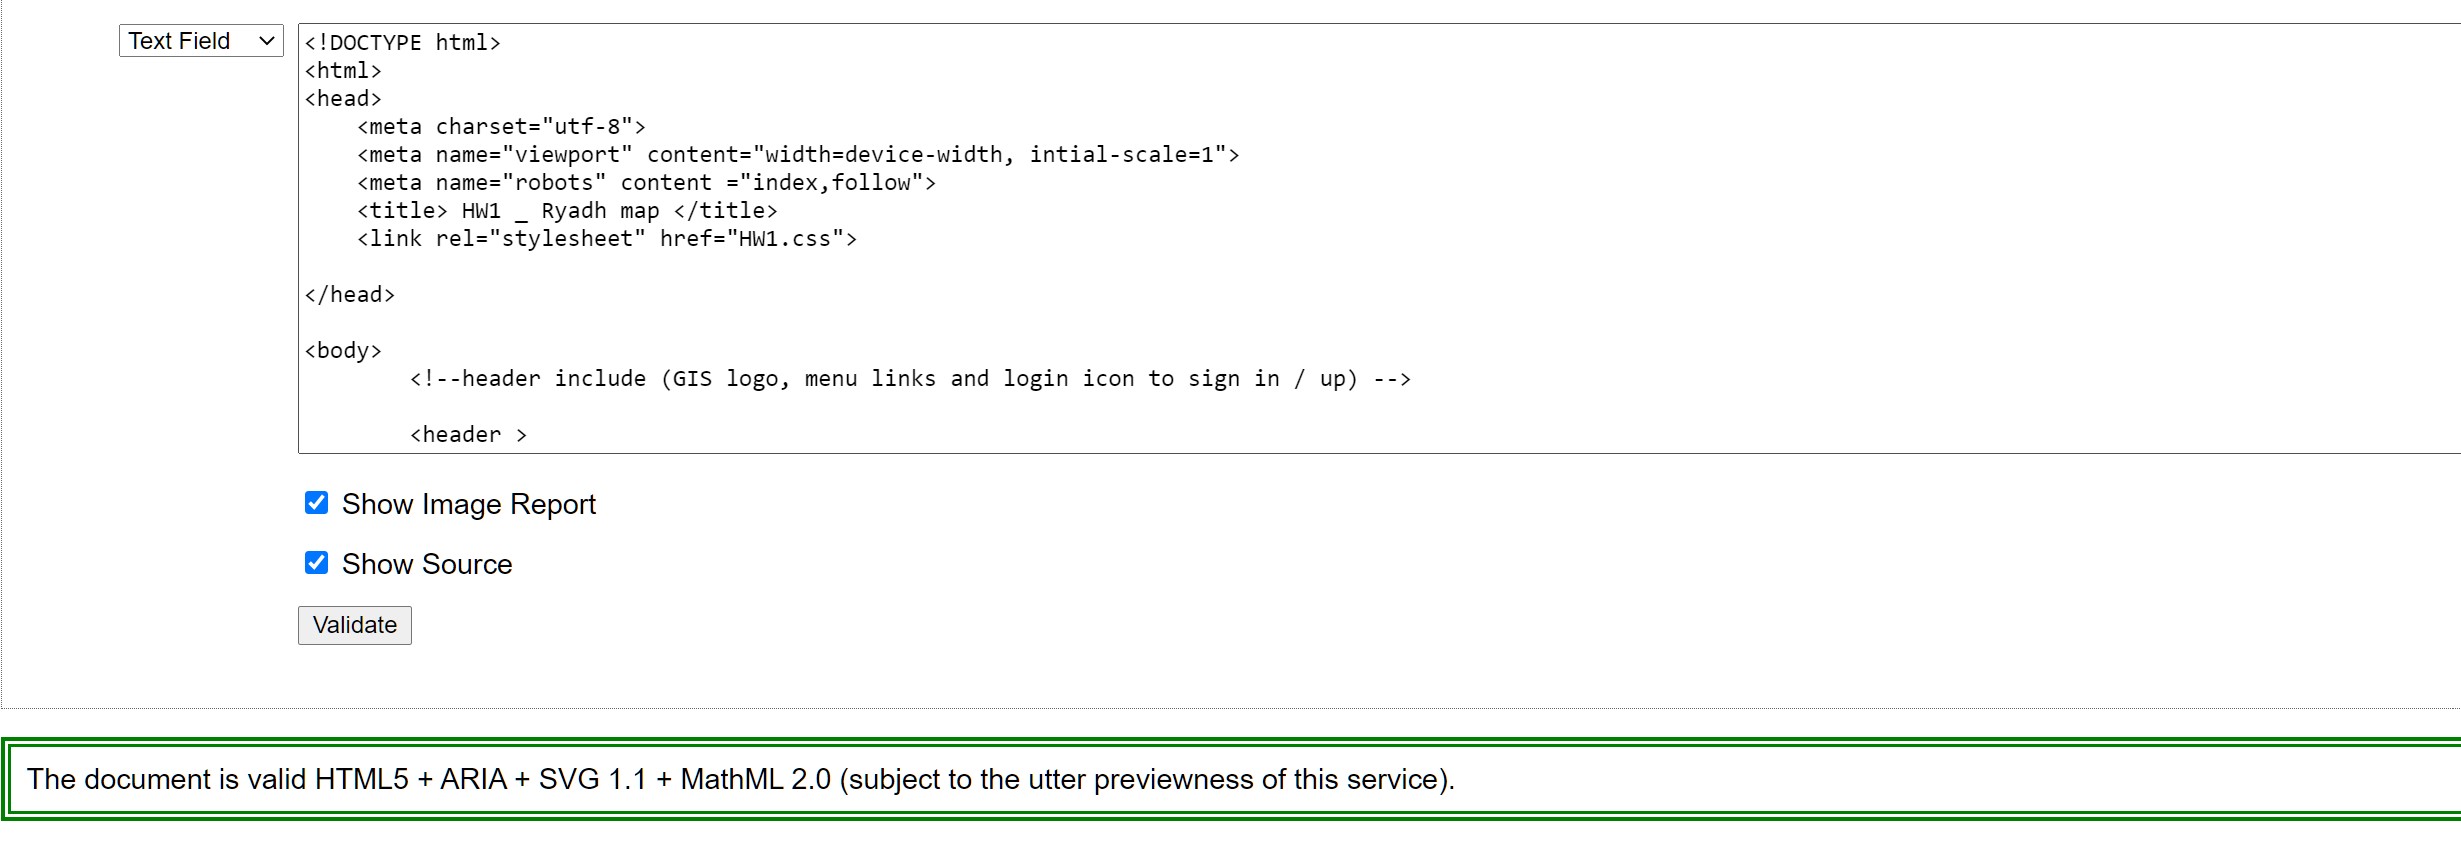 Text Field
<!DOCTYPE html>
<html>
<head>
    <meta charset="utf-8">
    <meta name="viewport" content="width=device-width, intial-scale=1">
    <meta name="robots" content ="index,follow">
    <title> HW1 _ Ryadh map </title>
    <link rel="stylesheet" href="HW1.css">
</head>
<body>
        <!--header include (GIS logo, menu links and login icon to sign in / up) -->
        <header >
Show Image Report
Show Source
Validate
The document is valid HTML5 + ARIA + SVG 1.1 + MathML 2.0 (subject to the utter previewness of this service).